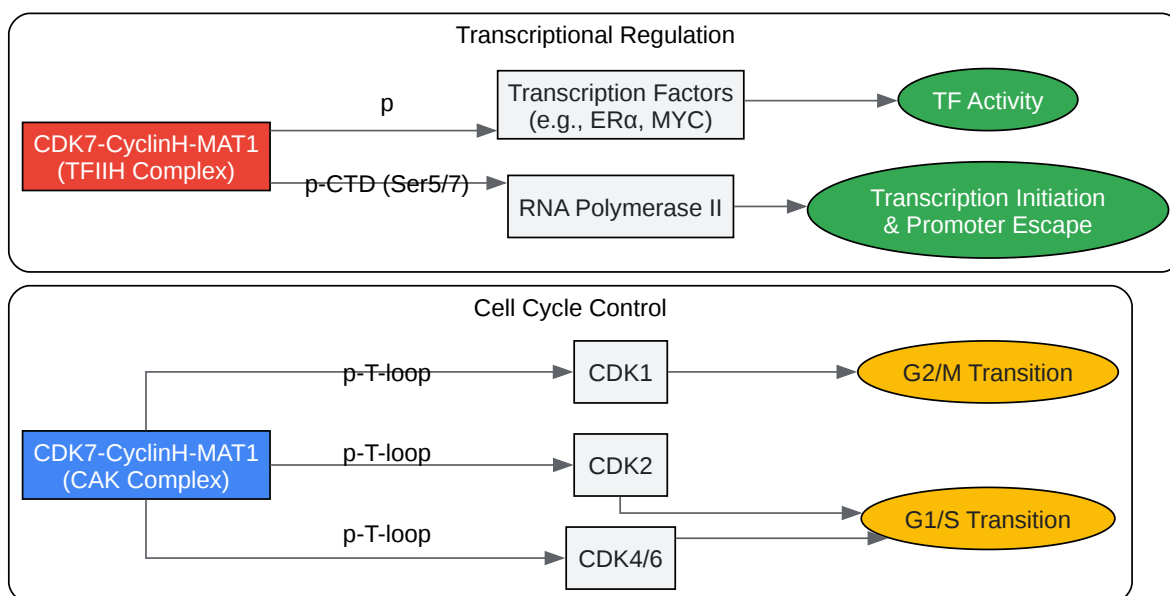 Transcriptional Regulation
p
Transcription Factors
(e.g., ERα, MYC)
TF Activity
CDK7-CyclinH-MAT1
(TFIIH Complex)
p-CTD (Ser5/7)
RNA Polymerase II
Transcription Initiation
& Promoter Escape
Cell Cycle Control
p-T-loop
CDK1
G2/M Transition
CDK7-CyclinH-MAT1
(CAK Complex)
p-T-loop
CDK2
G1/S Transition
p-T-loop
CDK4/6